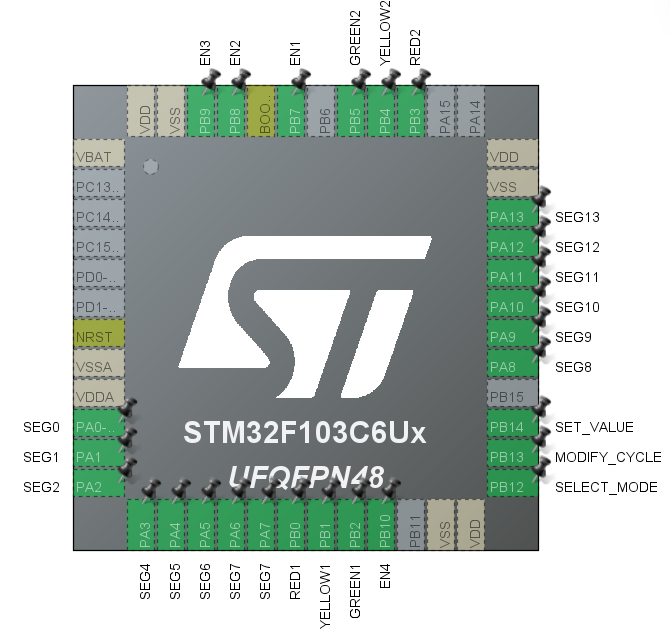 EN3
EN2
EN1
GREEN2
YELLOW2
RED2
VDD
VSS
PB9
PB8
BOO..
PB7
PB6
PB5
PB4
PB3
PA15
PA14
VBAT
PC13..
PC14..
PC15..
PD0-..
PD1-..
NRST
VSSA
VDDA
SEG0 PA0-..
SEG1 PA1
SEG2 PA2
VDD
VSS
PA13 SEG13
PA12 SEG12
PA11 SEG11
PA10 SEG10
PA9 SEG9
PA8 SEG8
PB15
PB14 SET_VALUE
PB13 MODIFY_CYCLE
PB12 SELECT_MODE
ST
STM32F103C6Ux
UFQFPN48
PA3
PA4
PA5
PA6
PA7
PB0
PB1
PB2
PB10
PB11
VSS
VDD
SEG4
SEG5
SEG6
SEG7
SEG7
RED1
YELLOW1
GREEN1
EN4